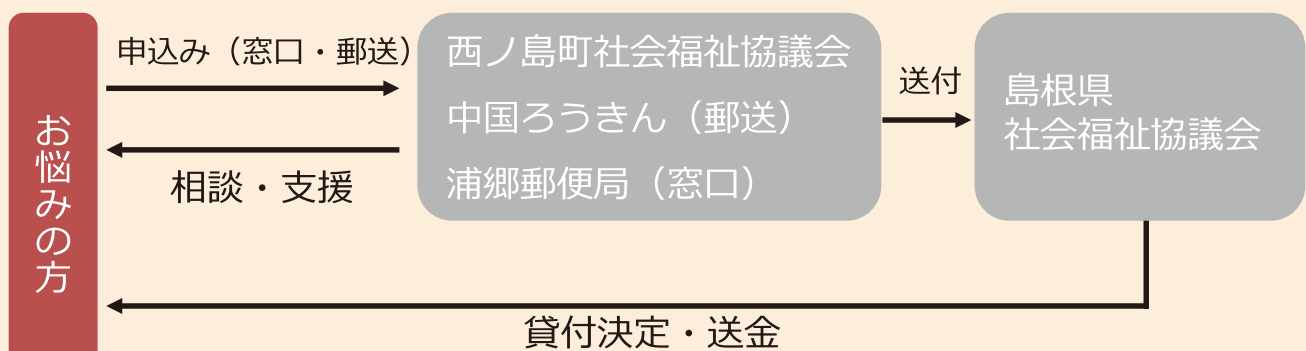 お悩みの方
申込み（窓口・郵送）
相談・支援
西ノ島町社会福祉協議会
中国ろうきん（郵送）
浦郷郵便局（窓口）
送付
島根県
社会福祉協議会
貸付決定・送金